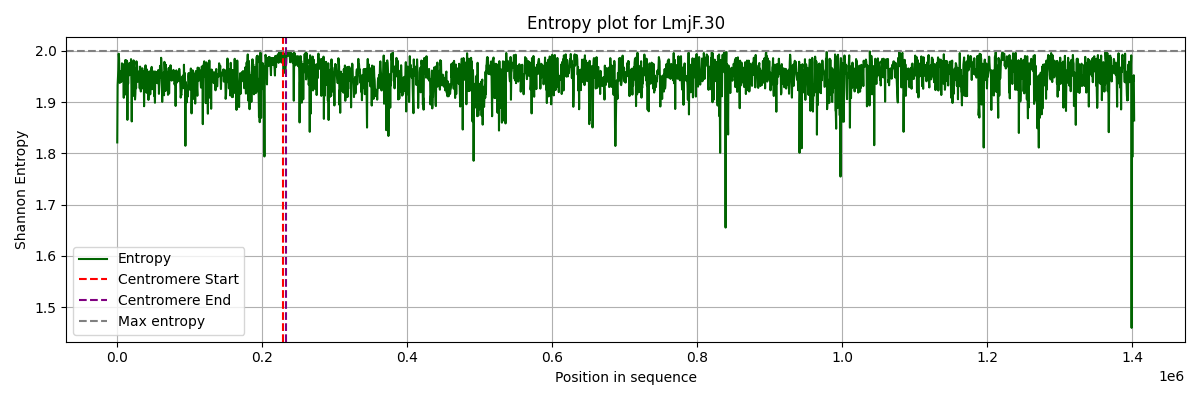 Entropy plot for LmjF.30
Shannon Entropy
2.0
1.9
1.8
1.7
1.6
1.5
Entropy
Centromere Start
Centromere End
Max entropy
0.0 0.2 0.4 0.6 0.8 1.0 1.2 1.4
1e6
Position in sequence